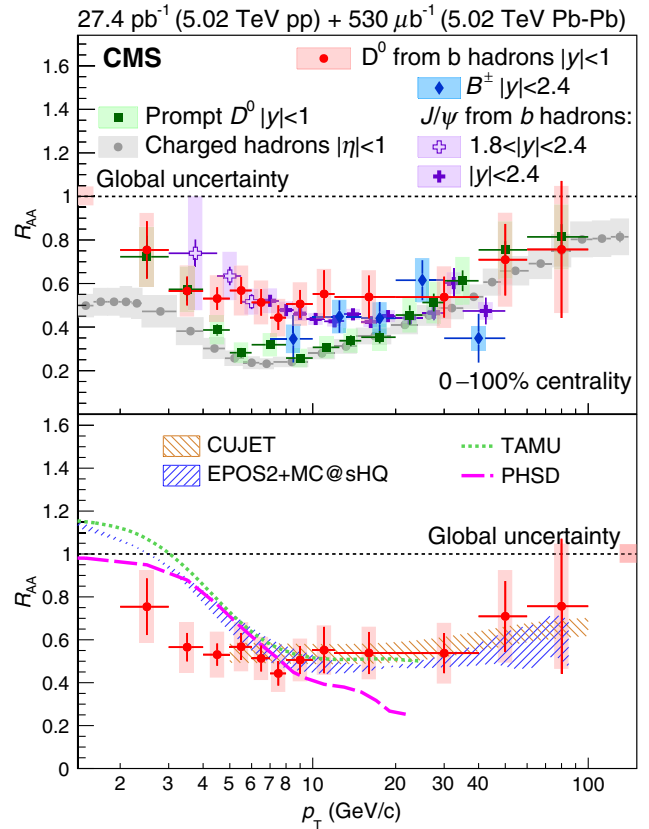 27.4 pb⁻¹ (5.02 TeV pp) + 530 μb⁻¹ (5.02 TeV Pb-Pb)
CMS
D⁰ from b hadrons |y|<1
B± |y|<2.4
J/ψ from b hadrons:
1.8<|y|<2.4
|y|<2.4
Prompt D⁰ |y|<1
Charged hadrons |η|<1
Global uncertainty
0–100% centrality
R_AA
1.6
1.4
1.2
1
0.8
0.6
0.4
0.2
CUJET
EPOS2+MC@sHQ
TAMU
PHSD
Global uncertainty
R_AA
1.6
1.4
1.2
1
0.8
0.6
0.4
0.2
0
2 3 4 5 6 7 8 10 20 30 40 100
p_T (GeV/c)